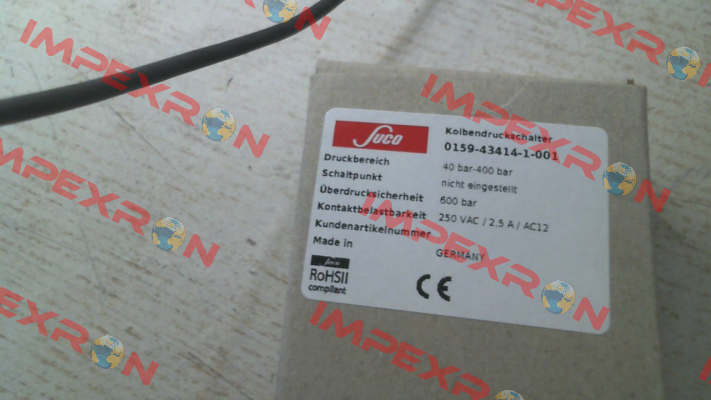 IMPEXRON
IMPEXRON
IMPEXRON
IMPEXRON
IMPEXRON
IMPEXRON
Suco
Kolbendruckschalter
0159-43414-1-001
Druckbereich 40 bar-400 bar
Schaltpunkt nicht eingestellt
Überdrucksicherheit 600 bar
Kontaktbelastbarkeit 250 VAC / 2,5 A / AC12
Kundenartikelnummer
Made in GERMANY
RoHSII
compliant
CE